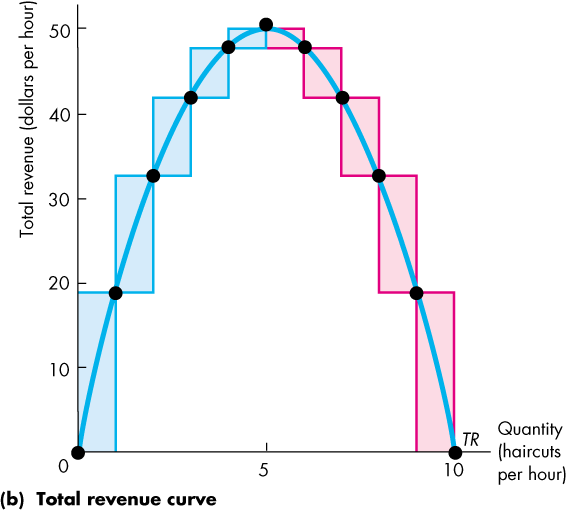 Total revenue (dollars per hour)
50
40
30
20
10
0
5
10
TR
Quantity
(haircuts
per hour)
(b) Total revenue curve